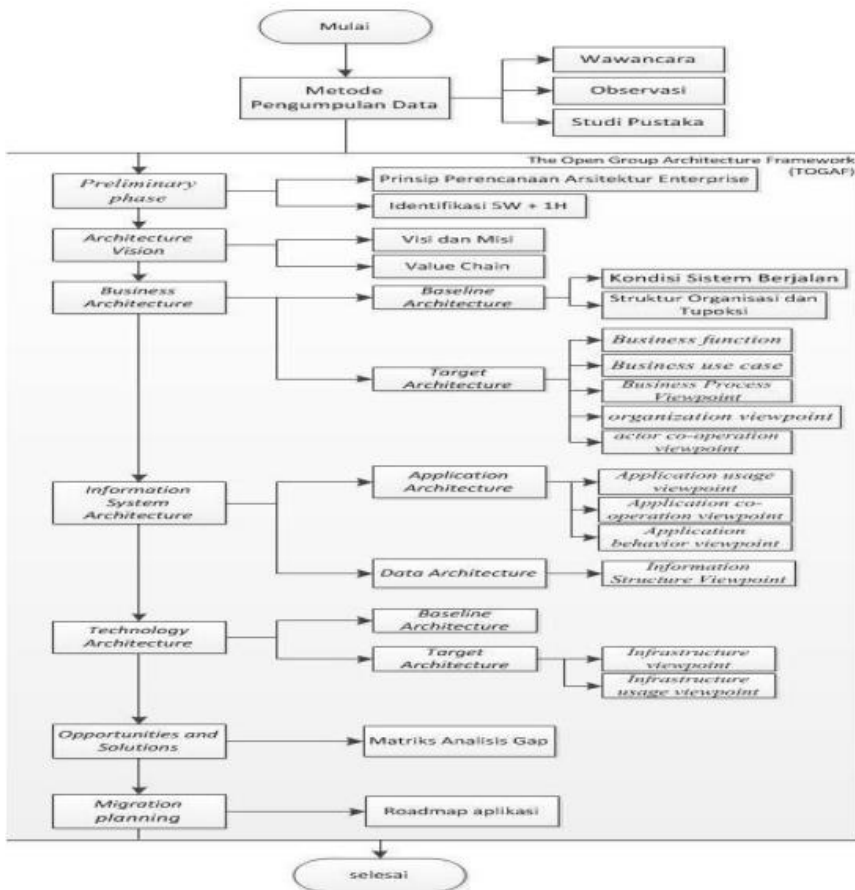 Mulai
Metode
Pengumpulan Data
Wawancara
Observasi
Studi Pustaka
The Open Group Architecture Framework
(TOGAF)
Preliminary
phase
Prinsip Perencanaan Arsitektur Enterprise
Identifikasi 5W + 1H
Architecture
Vision
Visi dan Misi
Value Chain
Business
Architecture
Baseline
Architecture
Kondisi Sistem Berjalan
Struktur Organisasi dan
Tupoksi
Target
Architecture
Business function
Business use case
Business Process
Viewpoint
organization viewpoint
actor co-operation
viewpoint
Information
System
Architecture
Application
Architecture
Application usage
viewpoint
Application co-
operation viewpoint
Application
behavior viewpoint
Data Architecture
Information
Structure Viewpoint
Technology
Architecture
Baseline
Architecture
Target
Architecture
Infrastructure
viewpoint
Infrastructure
usage viewpoint
Opportunities and
Solutions
Matriks Analisis Gap
Migration
planning
Roadmap aplikasi
selesai